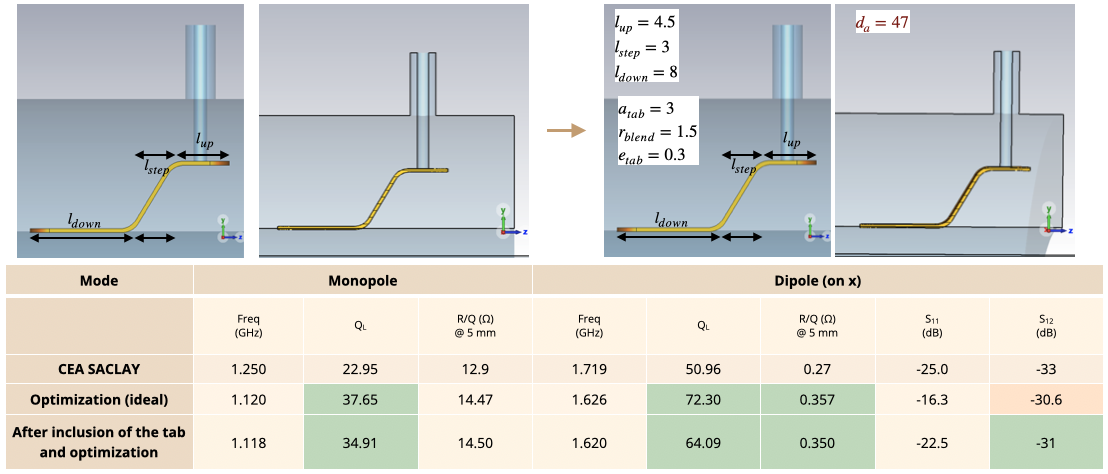 l_up
l_step
l_down
y
z
y
z
l_up = 4.5
l_step = 3
l_down = 8
a_tab = 3
r_blend = 1.5
e_tab = 0.3
l_up
l_step
l_down
y
z
d_a = 47
y
z
Mode Monopole Dipole (on x)
Freq (GHz) Q_L R/Q (Ω) @ 5 mm Freq (GHz) Q_L R/Q (Ω) @ 5 mm S₁₁ (dB) S₁₂ (dB)
CEA SACLAY 1.250 22.95 12.9 1.719 50.96 0.27 -25.0 -33
Optimization (ideal) 1.120 37.65 14.47 1.626 72.30 0.357 -16.3 -30.6
After inclusion of the tab and optimization 1.118 34.91 14.50 1.620 64.09 0.350 -22.5 -31